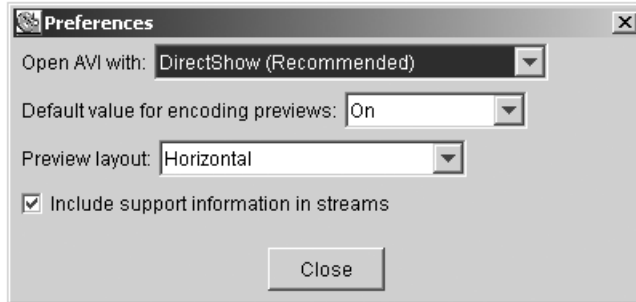 Preferences
Open AVI with: DirectShow (Recommended)
Default value for encoding previews: On
Preview layout: Horizontal
Include support information in streams
Close